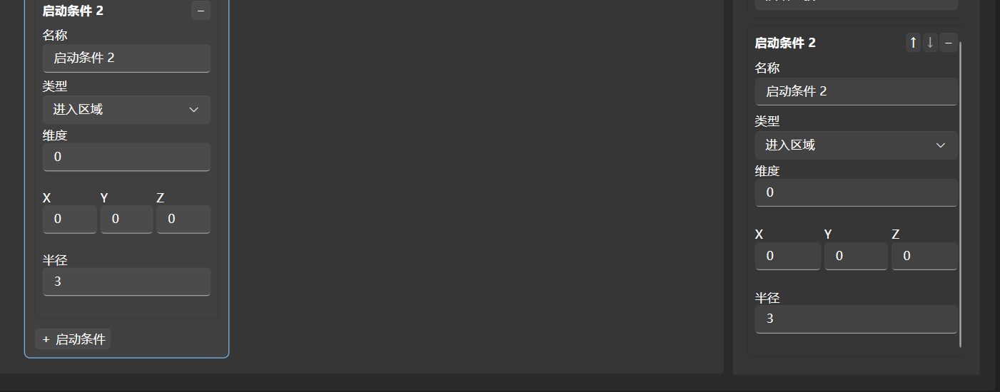 启动条件 2
−
名称
启动条件 2
类型
进入区域
维度
0
X Y Z
0 0 0
半径
3
+ 启动条件
启动条件 2
↑ ↓ −
名称
启动条件 2
类型
进入区域
维度
0
X Y Z
0 0 0
半径
3